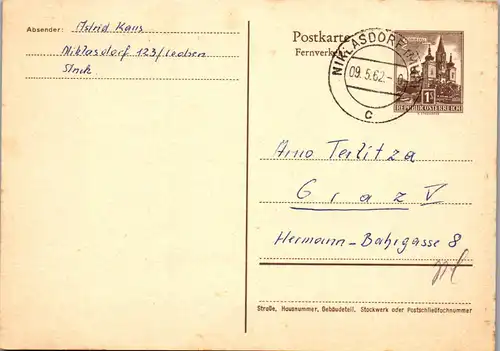 Absender: Astrid Kaus
Niklasdorf 123/Leoben
Stmk
Postkarte
Fernverkehr
NIKLASDORF
09.5.62.-
c
1S
REPUBLIK ÖSTERREICH
Arno Terlitza
Graz V
Hermann-Bahrgasse 8
Straße, Hausnummer, Gebäudeteil, Stockwerk oder Postschließfachnummer